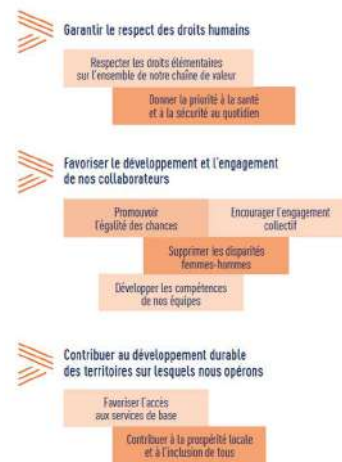 Garantir le respect des droits humains
Respecter les droits élémentaires
sur l'ensemble de notre chaîne de valeur
Donner la priorité à la santé
et à la sécurité au quotidien
Favoriser le développement et l'engagement
de nos collaborateurs
Promouvoir
l'égalité des chances
Encourager l'engagement
collectif
Supprimer les disparités
femmes-hommes
Développer les compétences
de nos équipes
Contribuer au développement durable
des territoires sur lesquels nous opérons
Favoriser l'accès
aux services de base
Contribuer à la prospérité locale
et à l'inclusion de tous